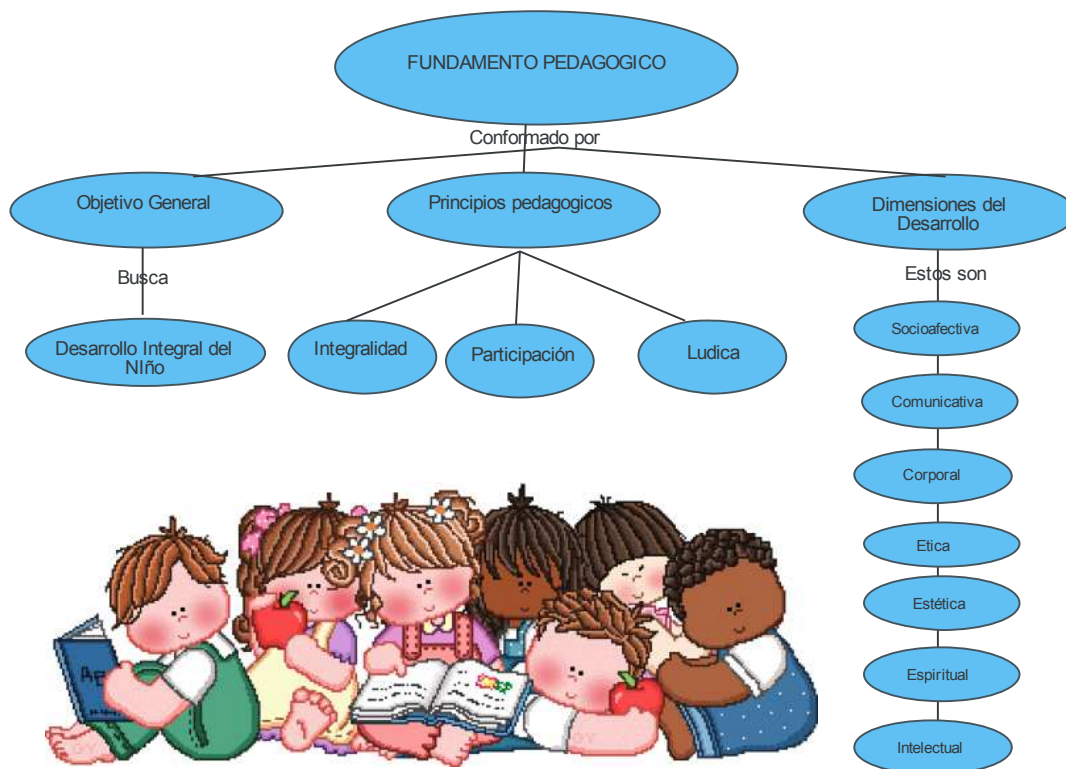 FUNDAMENTO PEDAGOGICO
Conformado por
Objetivo General
Principios pedagogicos
Dimensiones del
Desarrollo
Busca
Estos son
Desarrollo Integral del
NIño
Integralidad
Participación
Ludica
Socioafectiva
Comunicativa
Corporal
Etica
Estética
Espiritual
Intelectual